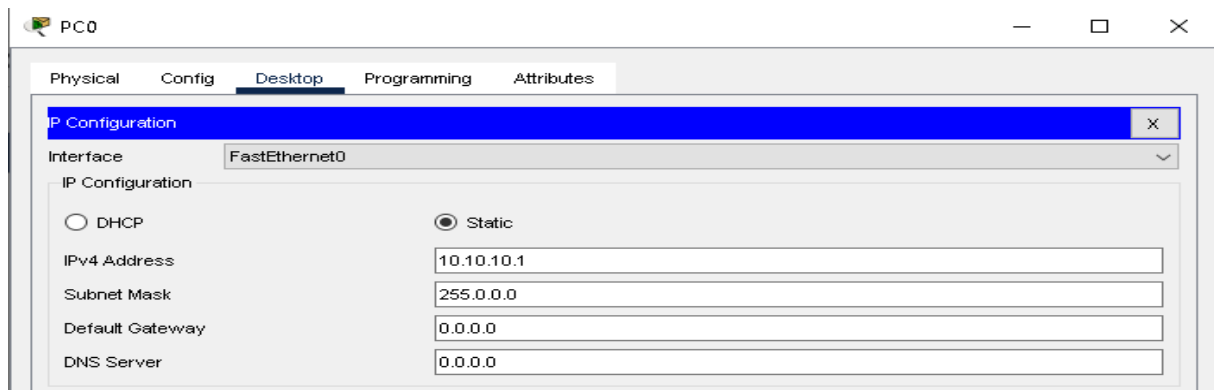 PC0
Physical Config Desktop Programming Attributes
IP Configuration X
Interface FastEthernet0
IP Configuration
DHCP Static
IPv4 Address 10.10.10.1
Subnet Mask 255.0.0.0
Default Gateway 0.0.0.0
DNS Server 0.0.0.0